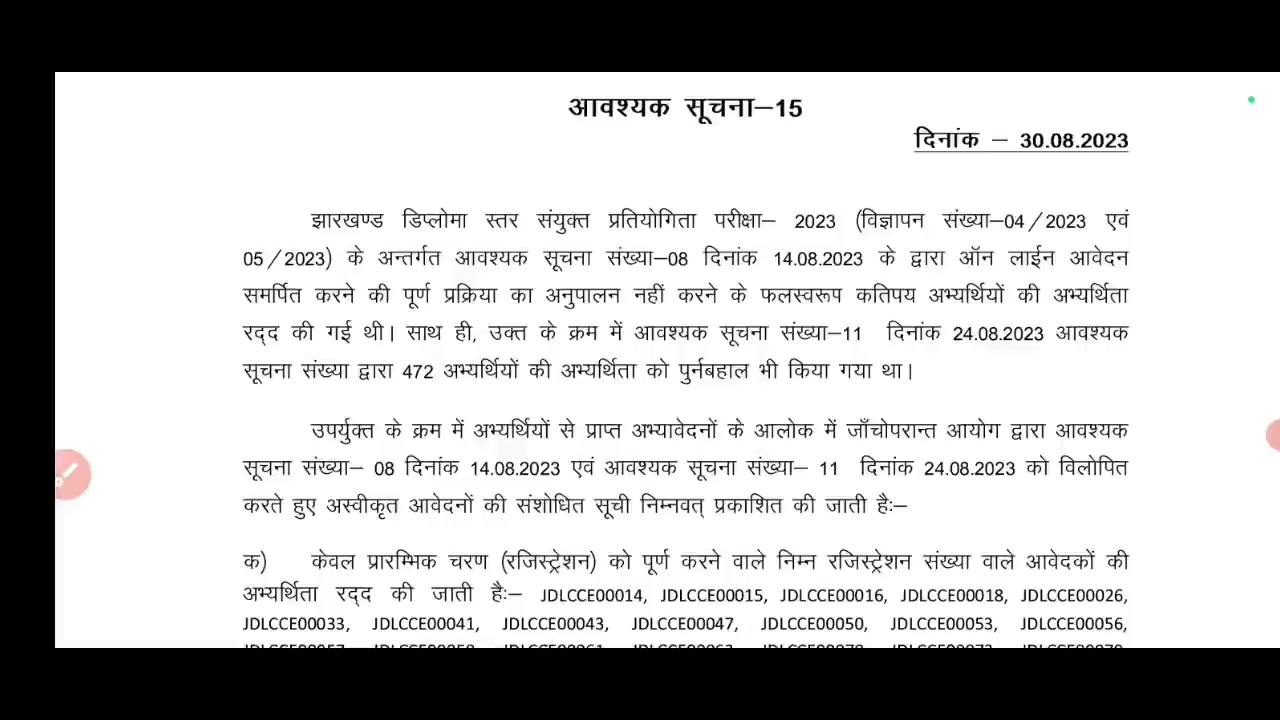 आवश्यक सूचना–15
दिनांक – 30.08.2023
झारखण्ड डिप्लोमा स्तर संयुक्त प्रतियोगिता परीक्षा– 2023 (विज्ञापन संख्या–04/2023 एवं
05/2023) के अन्तर्गत आवश्यक सूचना संख्या–08 दिनांक 14.08.2023 के द्वारा ऑन लाईन आवेदन
समर्पित करने की पूर्ण प्रक्रिया का अनुपालन नहीं करने के फलस्वरूप कतिपय अभ्यर्थियों की अभ्यर्थिता
रद्द की गई थी। साथ ही, उक्त के क्रम में आवश्यक सूचना संख्या–11 दिनांक 24.08.2023 आवश्यक
सूचना संख्या द्वारा 472 अभ्यर्थियों की अभ्यर्थिता को पुर्नबहाल भी किया गया था।
उपर्युक्त के क्रम में अभ्यर्थियों से प्राप्त अभ्यावेदनों के आलोक में जाँचोपरान्त आयोग द्वारा आवश्यक
सूचना संख्या– 08 दिनांक 14.08.2023 एवं आवश्यक सूचना संख्या– 11 दिनांक 24.08.2023 को विलोपित
करते हुए अस्वीकृत आवेदनों की संशोधित सूची निम्नवत् प्रकाशित की जाती है:–
क) केवल प्रारम्भिक चरण (रजिस्ट्रेशन) को पूर्ण करने वाले निम्न रजिस्ट्रेशन संख्या वाले आवेदकों की
अभ्यर्थिता रद्द की जाती है:– JDLCCE00014, JDLCCE00015, JDLCCE00016, JDLCCE00018, JDLCCE00026,
JDLCCE00033, JDLCCE00041, JDLCCE00043, JDLCCE00047, JDLCCE00050, JDLCCE00053, JDLCCE00056,